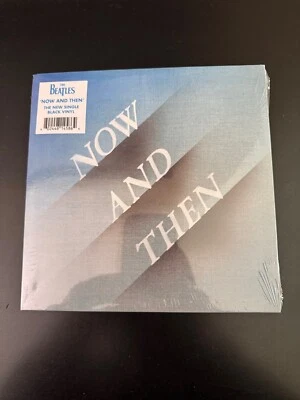 THE
BEATLES
'NOW AND THEN'
THE NEW SINGLE
BLACK VINYL
NOW
AND
THEN